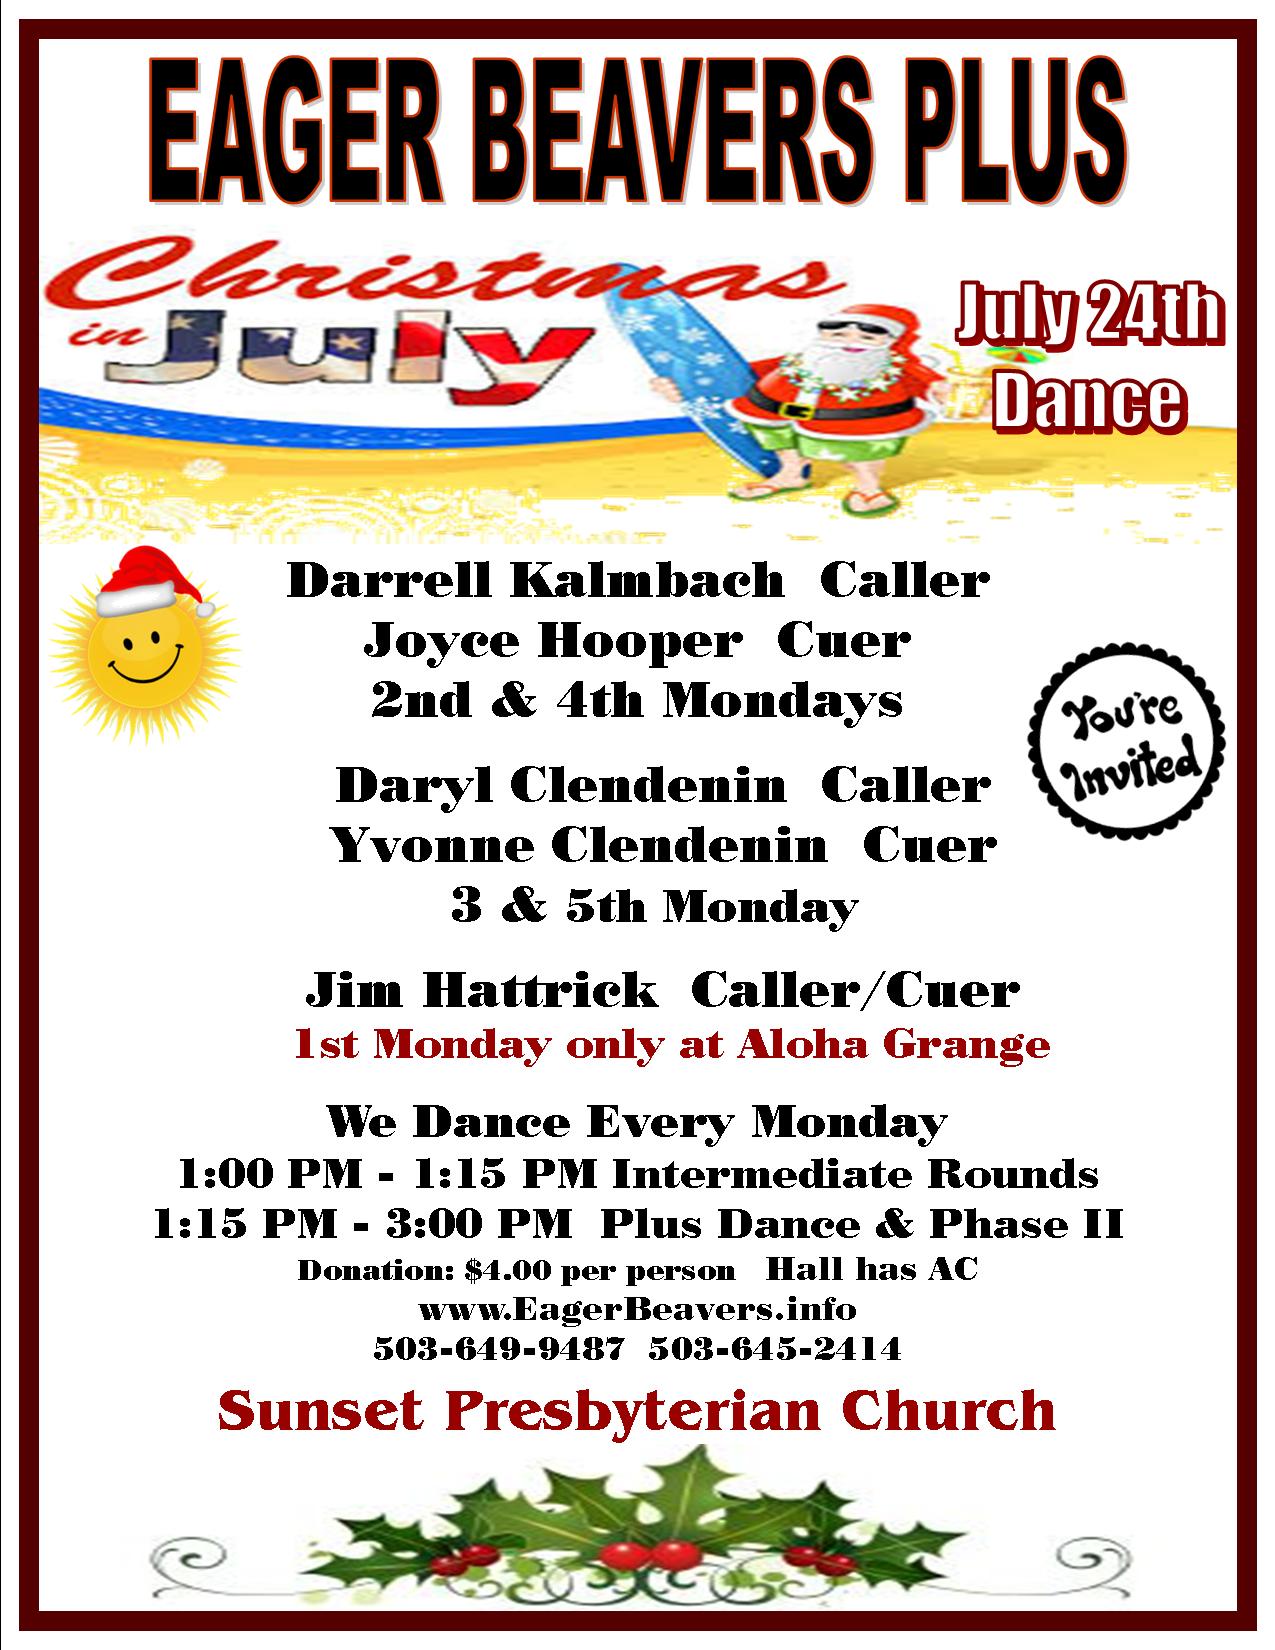 EAGER BEAVERS PLUS
Christmas
in July
July 24th
Dance
Darrell Kalmbach Caller
Joyce Hooper Cuer
2nd & 4th Mondays
You're
Invited
Daryl Clendenin Caller
Yvonne Clendenin Cuer
3 & 5th Monday
Jim Hattrick Caller/Cuer
1st Monday only at Aloha Grange
We Dance Every Monday
1:00 PM - 1:15 PM Intermediate Rounds
1:15 PM - 3:00 PM Plus Dance & Phase II
Donation: $4.00 per person Hall has AC
www.EagerBeavers.info
503-649-9487 503-645-2414
Sunset Presbyterian Church